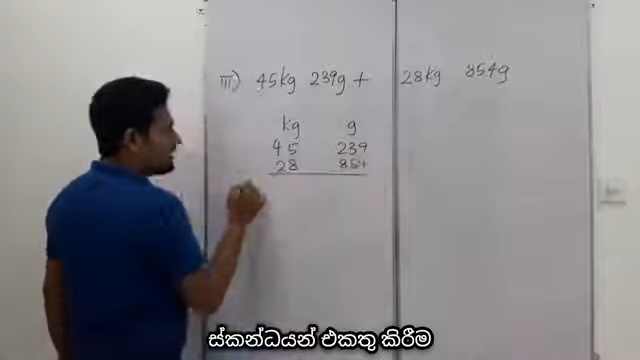 iii) 45kg 239g + 28kg 854g
kg g
45 239
28 854
ස්කන්ධයන් එකතු කිරීම